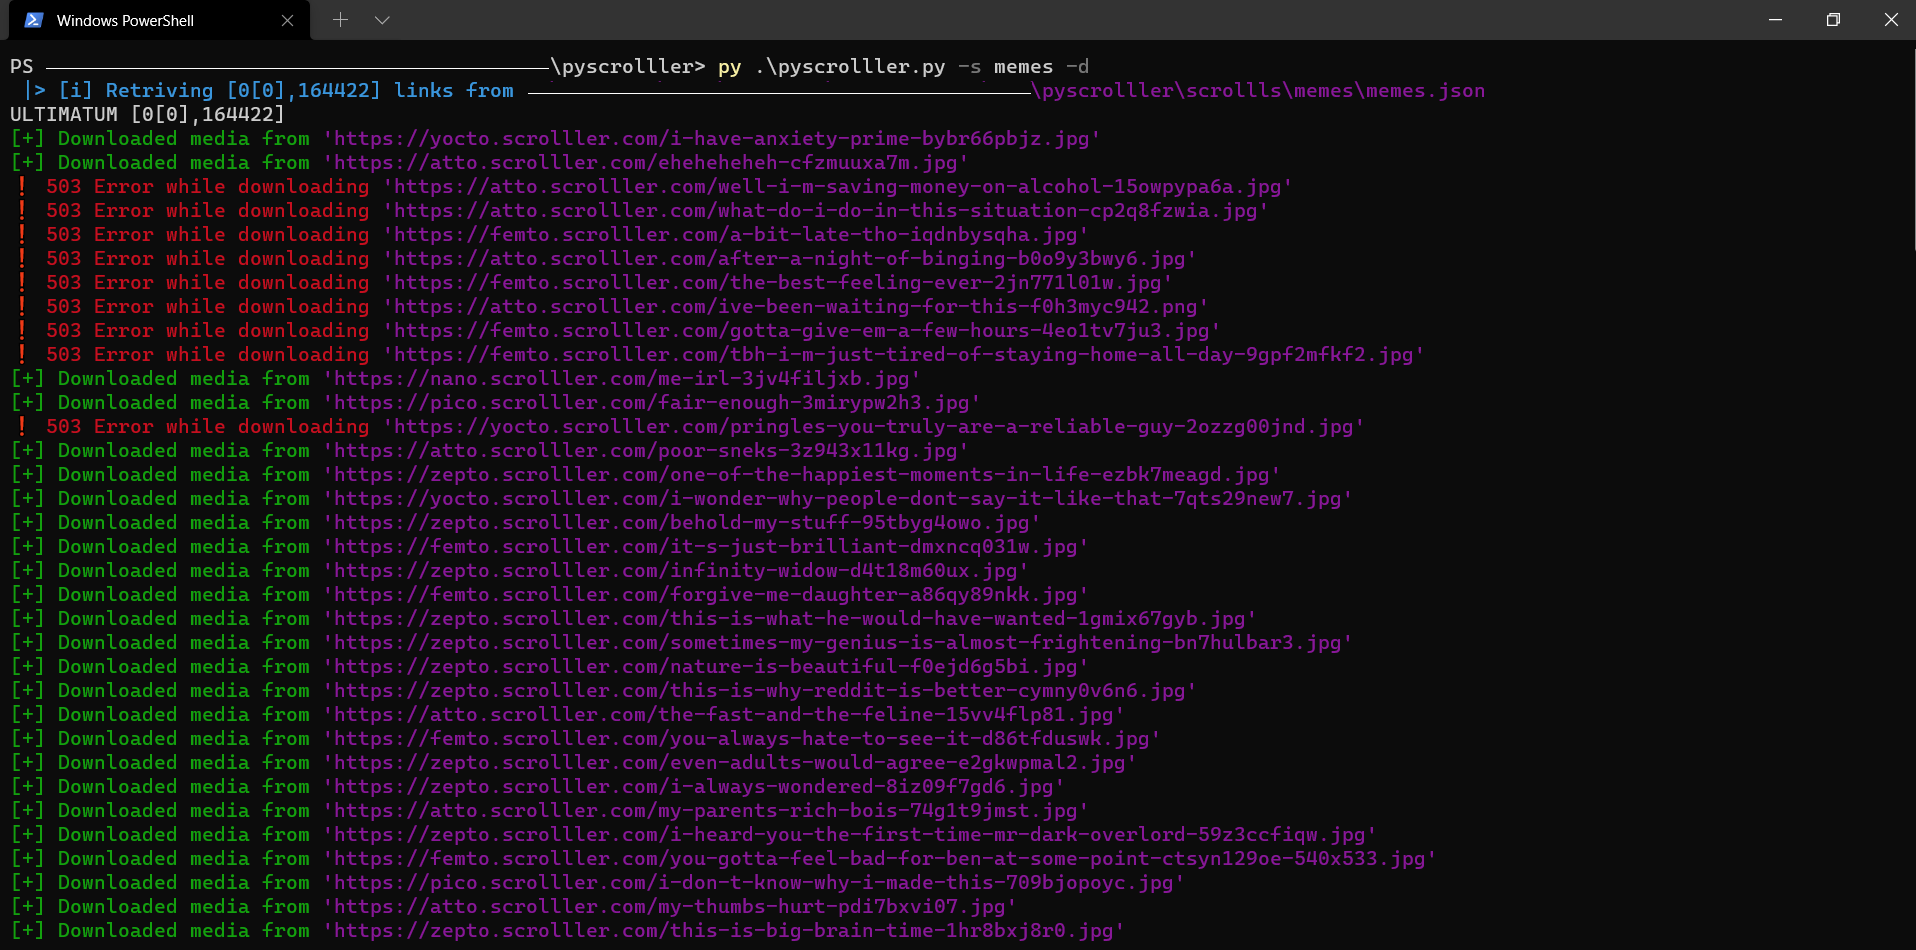 Windows PowerShell
PS \pyscrolller> py .\pyscrolller.py -s memes -d
|> [i] Retriving [0[0],164422] links from \pyscrolller\scrollls\memes\memes.json
ULTIMATUM [0[0],164422]
[+] Downloaded media from 'https://yocto.scrolller.com/i-have-anxiety-prime-bybr66pbjz.jpg'
[+] Downloaded media from 'https://atto.scrolller.com/eheheheheh-cfzmuuxa7m.jpg'
! 503 Error while downloading 'https://atto.scrolller.com/well-i-m-saving-money-on-alcohol-15owpypa6a.jpg'
! 503 Error while downloading 'https://atto.scrolller.com/what-do-i-do-in-this-situation-cp2q8fzwia.jpg'
! 503 Error while downloading 'https://femto.scrolller.com/a-bit-late-tho-iqdnbysqha.jpg'
! 503 Error while downloading 'https://atto.scrolller.com/after-a-night-of-binging-b0o9y3bwy6.jpg'
! 503 Error while downloading 'https://femto.scrolller.com/the-best-feeling-ever-2jn771l01w.jpg'
! 503 Error while downloading 'https://atto.scrolller.com/ive-been-waiting-for-this-f0h3myc942.png'
! 503 Error while downloading 'https://femto.scrolller.com/gotta-give-em-a-few-hours-4eo1tv7ju3.jpg'
! 503 Error while downloading 'https://femto.scrolller.com/tbh-i-m-just-tired-of-staying-home-all-day-9gpf2mfkf2.jpg'
[+] Downloaded media from 'https://nano.scrolller.com/me-irl-3jv4filjxb.jpg'
[+] Downloaded media from 'https://pico.scrolller.com/fair-enough-3mirypw2h3.jpg'
! 503 Error while downloading 'https://yocto.scrolller.com/pringles-you-truly-are-a-reliable-guy-2ozzg00jnd.jpg'
[+] Downloaded media from 'https://atto.scrolller.com/poor-sneks-3z943x11kg.jpg'
[+] Downloaded media from 'https://zepto.scrolller.com/one-of-the-happiest-moments-in-life-ezbk7meagd.jpg'
[+] Downloaded media from 'https://yocto.scrolller.com/i-wonder-why-people-dont-say-it-like-that-7qts29new7.jpg'
[+] Downloaded media from 'https://zepto.scrolller.com/behold-my-stuff-95tbyg4owo.jpg'
[+] Downloaded media from 'https://femto.scrolller.com/it-s-just-brilliant-dmxncq031w.jpg'
[+] Downloaded media from 'https://zepto.scrolller.com/infinity-widow-d4t18m60ux.jpg'
[+] Downloaded media from 'https://femto.scrolller.com/forgive-me-daughter-a86qy89nkk.jpg'
[+] Downloaded media from 'https://zepto.scrolller.com/this-is-what-he-would-have-wanted-1gmix67gyb.jpg'
[+] Downloaded media from 'https://zepto.scrolller.com/sometimes-my-genius-is-almost-frightening-bn7hulbar3.jpg'
[+] Downloaded media from 'https://zepto.scrolller.com/nature-is-beautiful-f0ejd6g5bi.jpg'
[+] Downloaded media from 'https://zepto.scrolller.com/this-is-why-reddit-is-better-cymny0v6n6.jpg'
[+] Downloaded media from 'https://atto.scrolller.com/the-fast-and-the-feline-15vv4flp81.jpg'
[+] Downloaded media from 'https://femto.scrolller.com/you-always-hate-to-see-it-d86tfduswk.jpg'
[+] Downloaded media from 'https://zepto.scrolller.com/even-adults-would-agree-e2gkwpmal2.jpg'
[+] Downloaded media from 'https://zepto.scrolller.com/i-always-wondered-8iz09f7gd6.jpg'
[+] Downloaded media from 'https://atto.scrolller.com/my-parents-rich-bois-74g1t9jmst.jpg'
[+] Downloaded media from 'https://zepto.scrolller.com/i-heard-you-the-first-time-mr-dark-overlord-59z3ccfiqw.jpg'
[+] Downloaded media from 'https://femto.scrolller.com/you-gotta-feel-bad-for-ben-at-some-point-ctsyn129oe-540x533.jpg'
[+] Downloaded media from 'https://pico.scrolller.com/i-don-t-know-why-i-made-this-709bjopoyc.jpg'
[+] Downloaded media from 'https://atto.scrolller.com/my-thumbs-hurt-pdi7bxvi07.jpg'
[+] Downloaded media from 'https://zepto.scrolller.com/this-is-big-brain-time-1hr8bxj8r0.jpg'